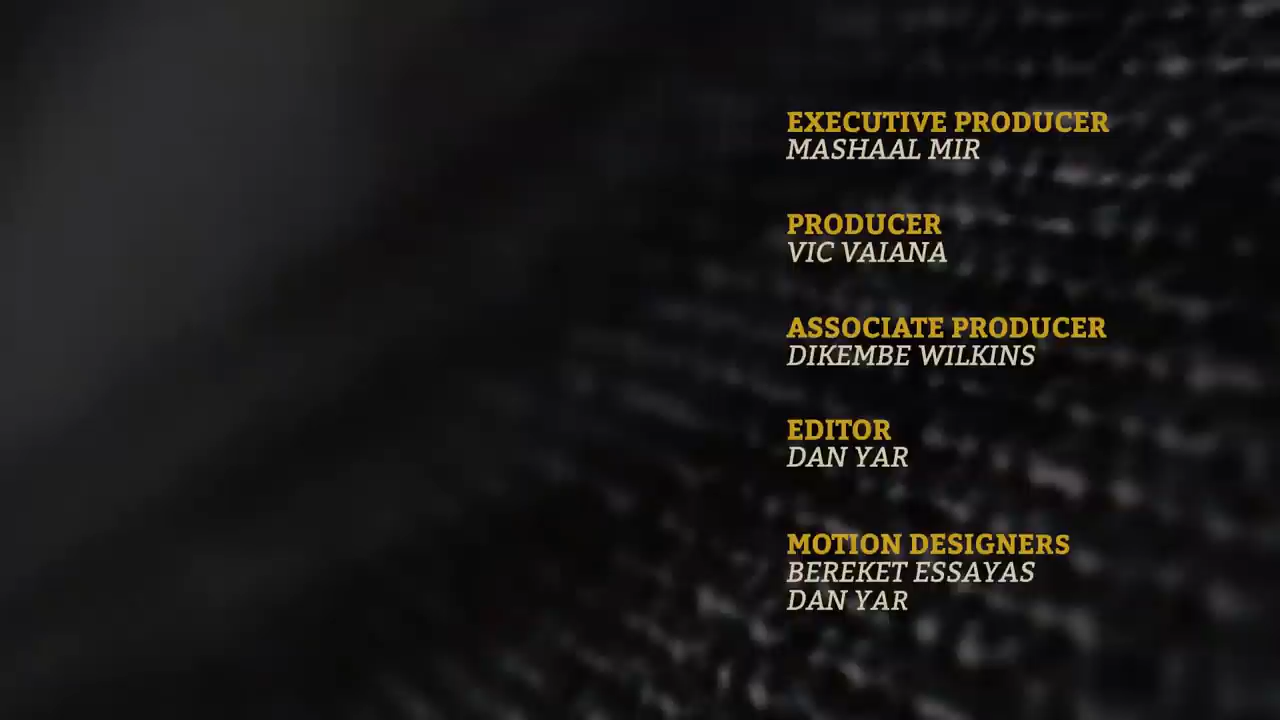 EXECUTIVE PRODUCER
MASHAAL MIR
PRODUCER
VIC VAIANA
ASSOCIATE PRODUCER
DIKEMBE WILKINS
EDITOR
DAN YAR
MOTION DESIGNERS
BEREKET ESSAYAS
DAN YAR